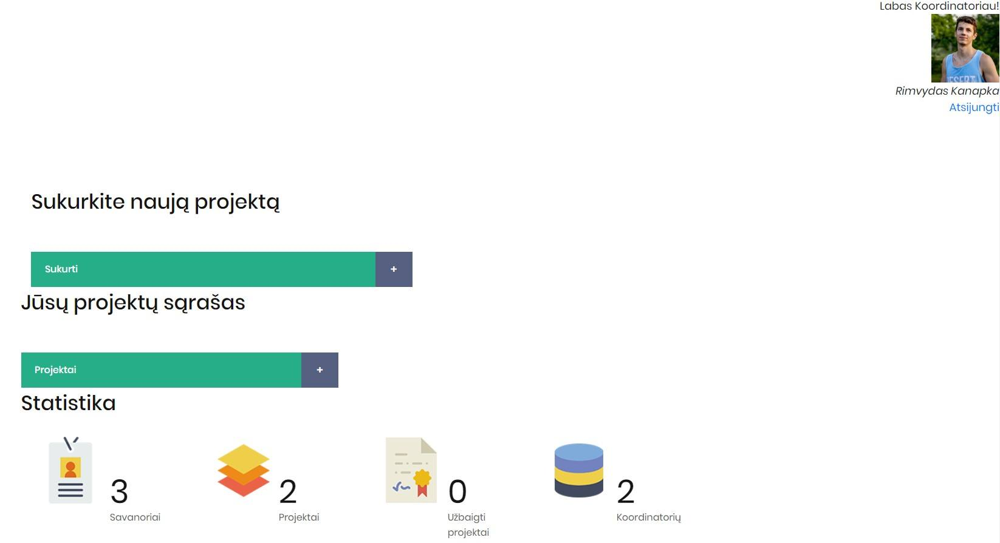 Labas Koordinatoriau!
DESERT
Rimvydas Kanapka
Atsijungti
Sukurkite naują projektą
Sukurti +
Jūsų projektų sąrašas
Projektai +
Statistika
3
Savanoriai
2
Projektai
0
Užbaigti
projektai
2
Koordinatorių